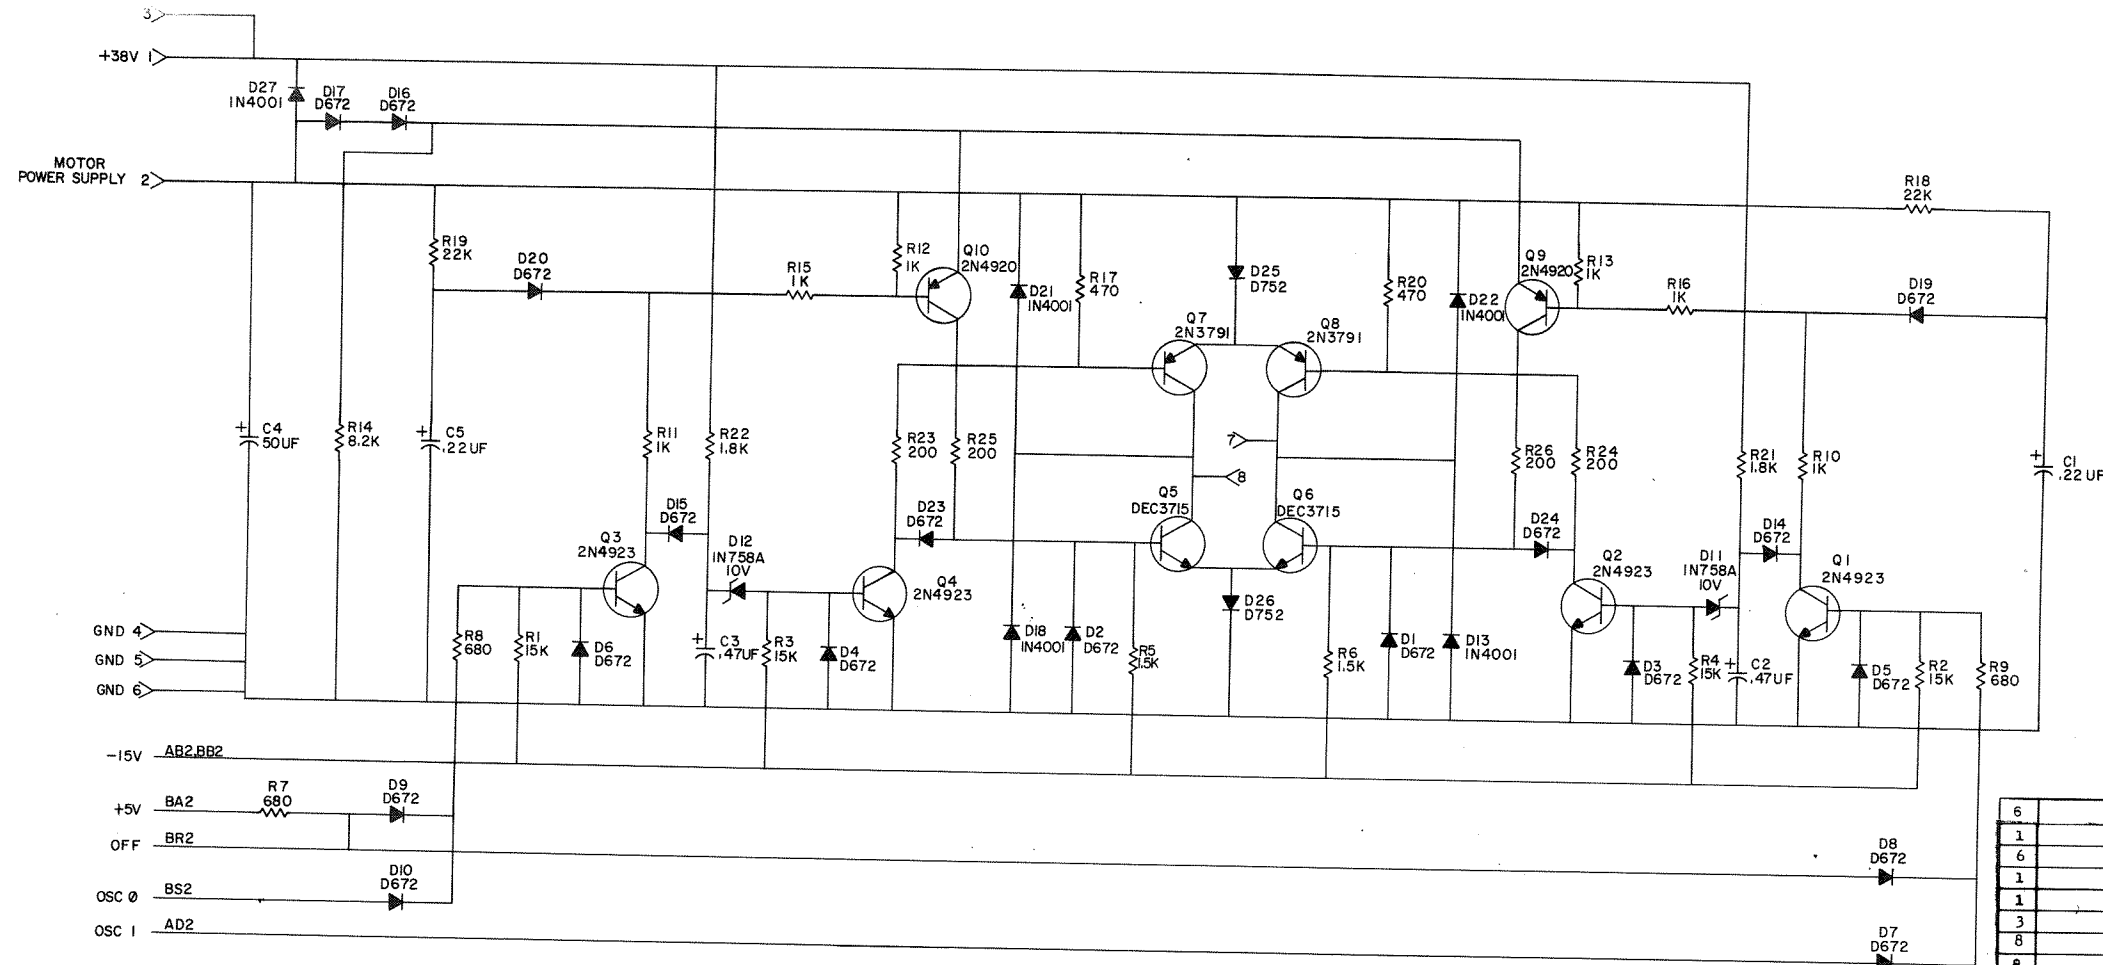 3
+38V 1
D27
1N4001
D17
D672
D16
D672
MOTOR
POWER SUPPLY 2
R18
22K
R19
22K
D20
D672
R15
1K
R12
1K
Q10
2N4920
D21
1N4001
R17
470
D25
D752
R20
470
D22
1N4001
Q9
2N4920
R13
1K
R16
1K
D19
D672
Q7
2N3791
Q8
2N3791
+ C4
50UF
R14
8.2K
+ C5
.22UF
R11
1K
R22
1.8K
R23
200
R25
200
7
8
R26
200
R24
200
R21
1.8K
R10
1K
+ C1
.22UF
Q5
DEC3715
Q6
DEC3715
D15
D672
D23
D672
D24
D672
D14
D672
Q3
2N4923
D12
1N758A
10V
Q4
2N4923
Q2
2N4923
D11
1N758A
10V
Q1
2N4923
D26
D752
GND 4
GND 5
GND 6
R8
680
R1
15K
D6
D672
+ C3
.47UF
R3
15K
D4
D672
D18
1N4001
D2
D672
R5
1.5K
R6
1.5K
D1
D672
D13
1N4001
D3
D672
R4
15K
+ C2
.47UF
D5
D672
R2
15K
R9
680
-15V AB2,BB2
+5V BA2
R7
680
D9
D672
OFF BR2
D8
D672
OSC 0 BS2
D10
D672
OSC 1 AD2
D7
D672
6
1
6
1
1
3
8